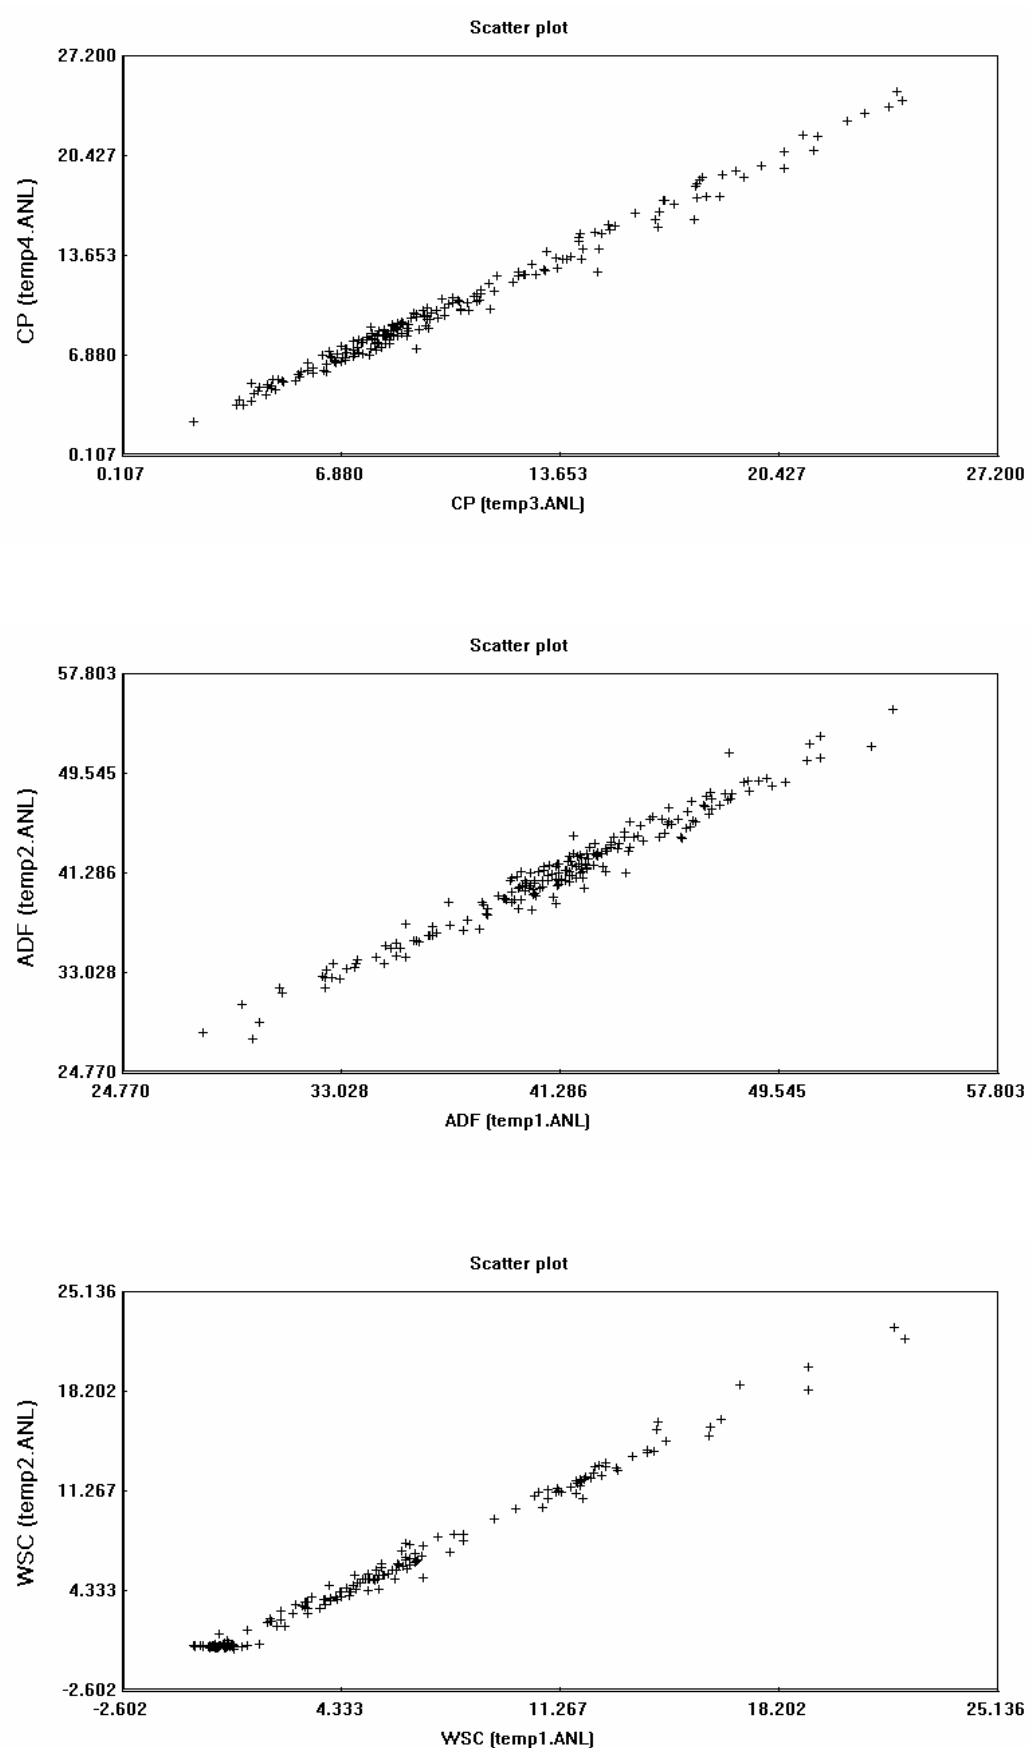 Scatter plot
27.200
20.427
13.653
6.880
0.107
CP (temp4.ANL)
0.107 6.880 13.653 20.427 27.200
CP (temp3.ANL)
Scatter plot
57.803
49.545
41.286
33.028
24.770
ADF (temp2.ANL)
24.770 33.028 41.286 49.545 57.803
ADF (temp1.ANL)
Scatter plot
25.136
18.202
11.267
4.333
-2.602
WSC (temp2.ANL)
-2.602 4.333 11.267 18.202 25.136
WSC (temp1.ANL)